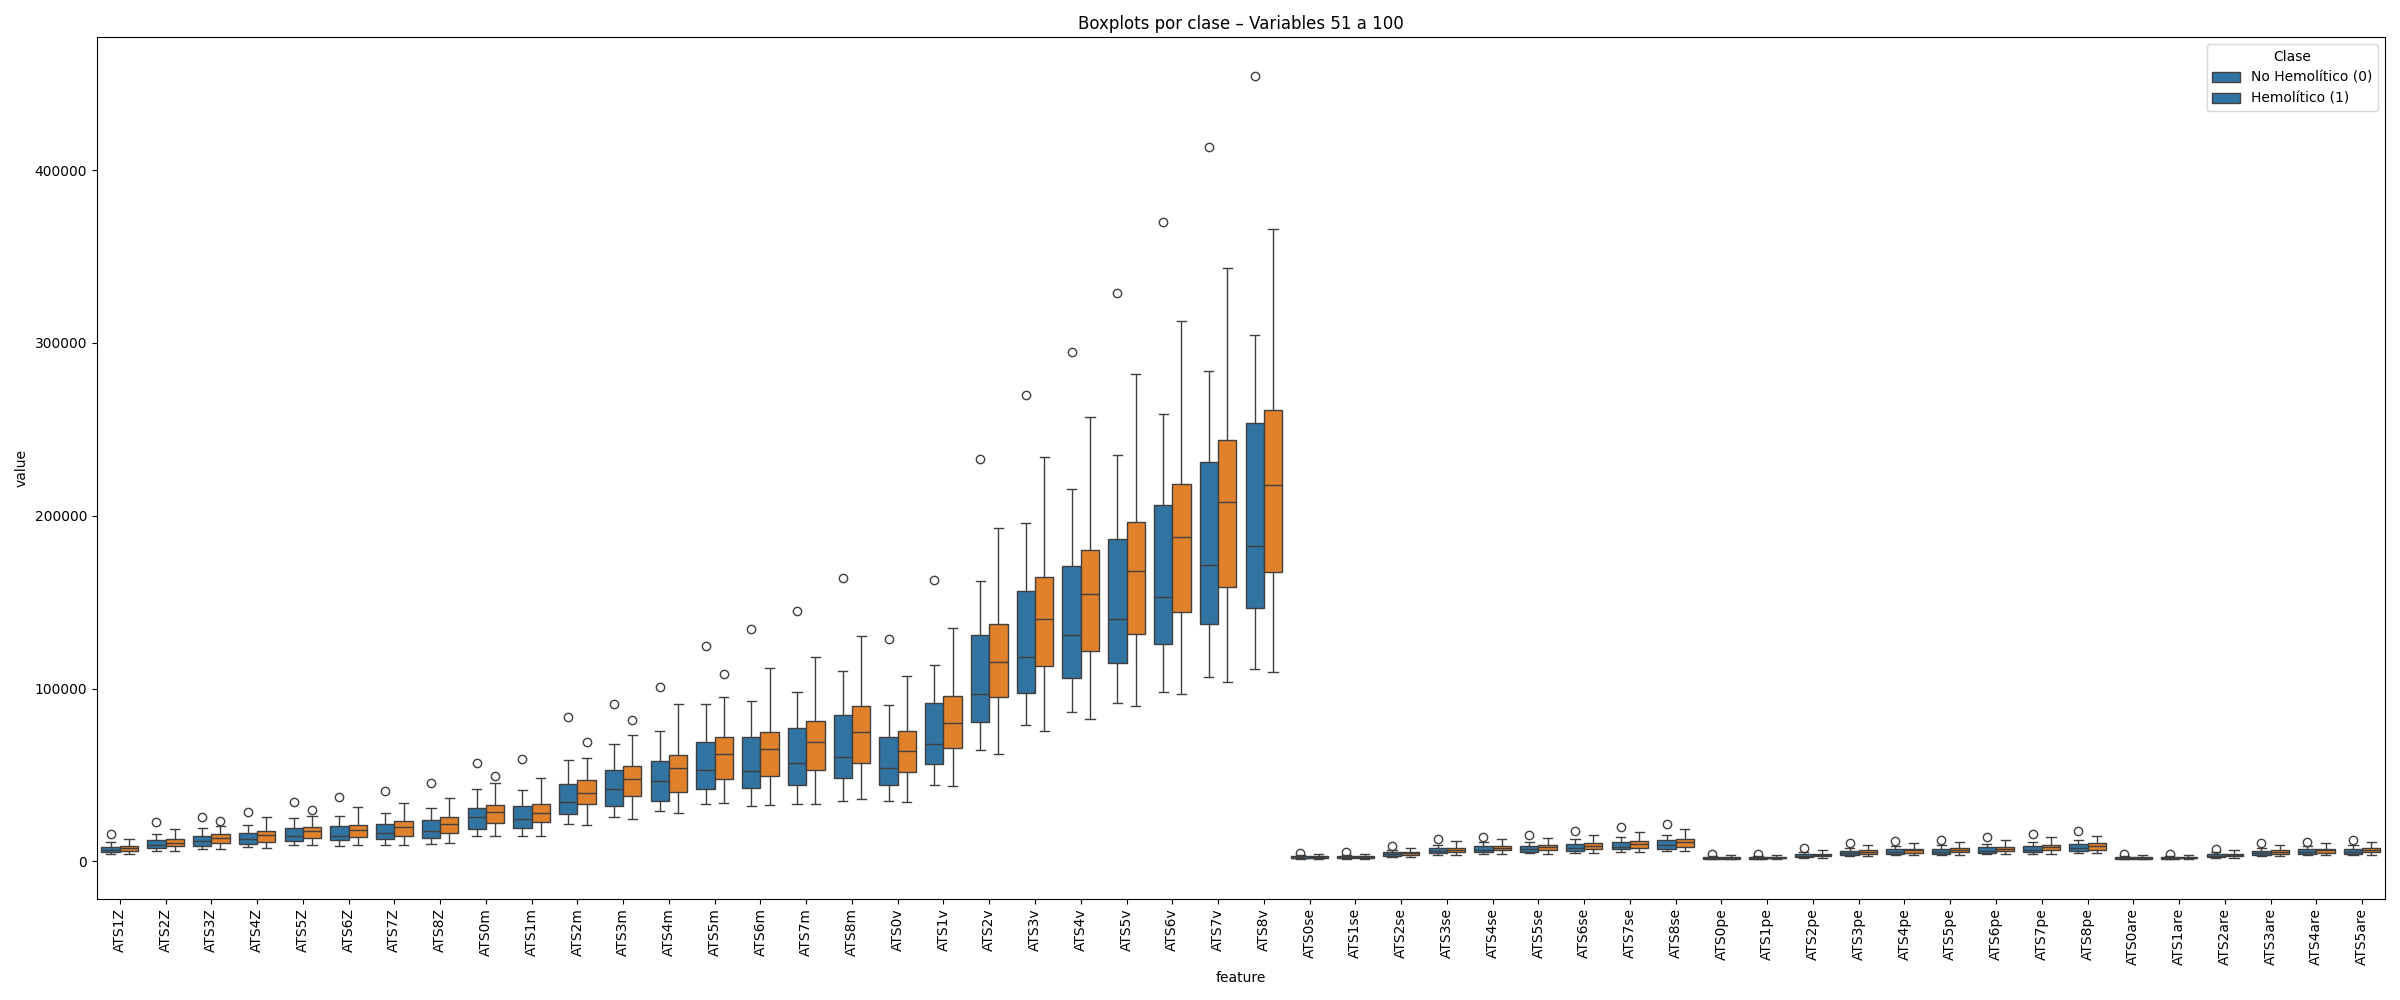 Boxplots por clase – Variables 51 a 100
Clase
No Hemolítico (0)
Hemolítico (1)
value
400000
300000
200000
100000
0
ATS1Z
ATS2Z
ATS3Z
ATS4Z
ATS5Z
ATS6Z
ATS7Z
ATS8Z
ATS0m
ATS1m
ATS2m
ATS3m
ATS4m
ATS5m
ATS6m
ATS7m
ATS8m
ATS0v
ATS1v
ATS2v
ATS3v
ATS4v
ATS5v
ATS6v
ATS7v
ATS8v
ATS0se
ATS1se
ATS2se
ATS3se
ATS4se
ATS5se
ATS6se
ATS7se
ATS8se
ATS0pe
ATS1pe
ATS2pe
ATS3pe
ATS4pe
ATS5pe
ATS6pe
ATS7pe
ATS8pe
ATS0are
ATS1are
ATS2are
ATS3are
ATS4are
ATS5are
feature